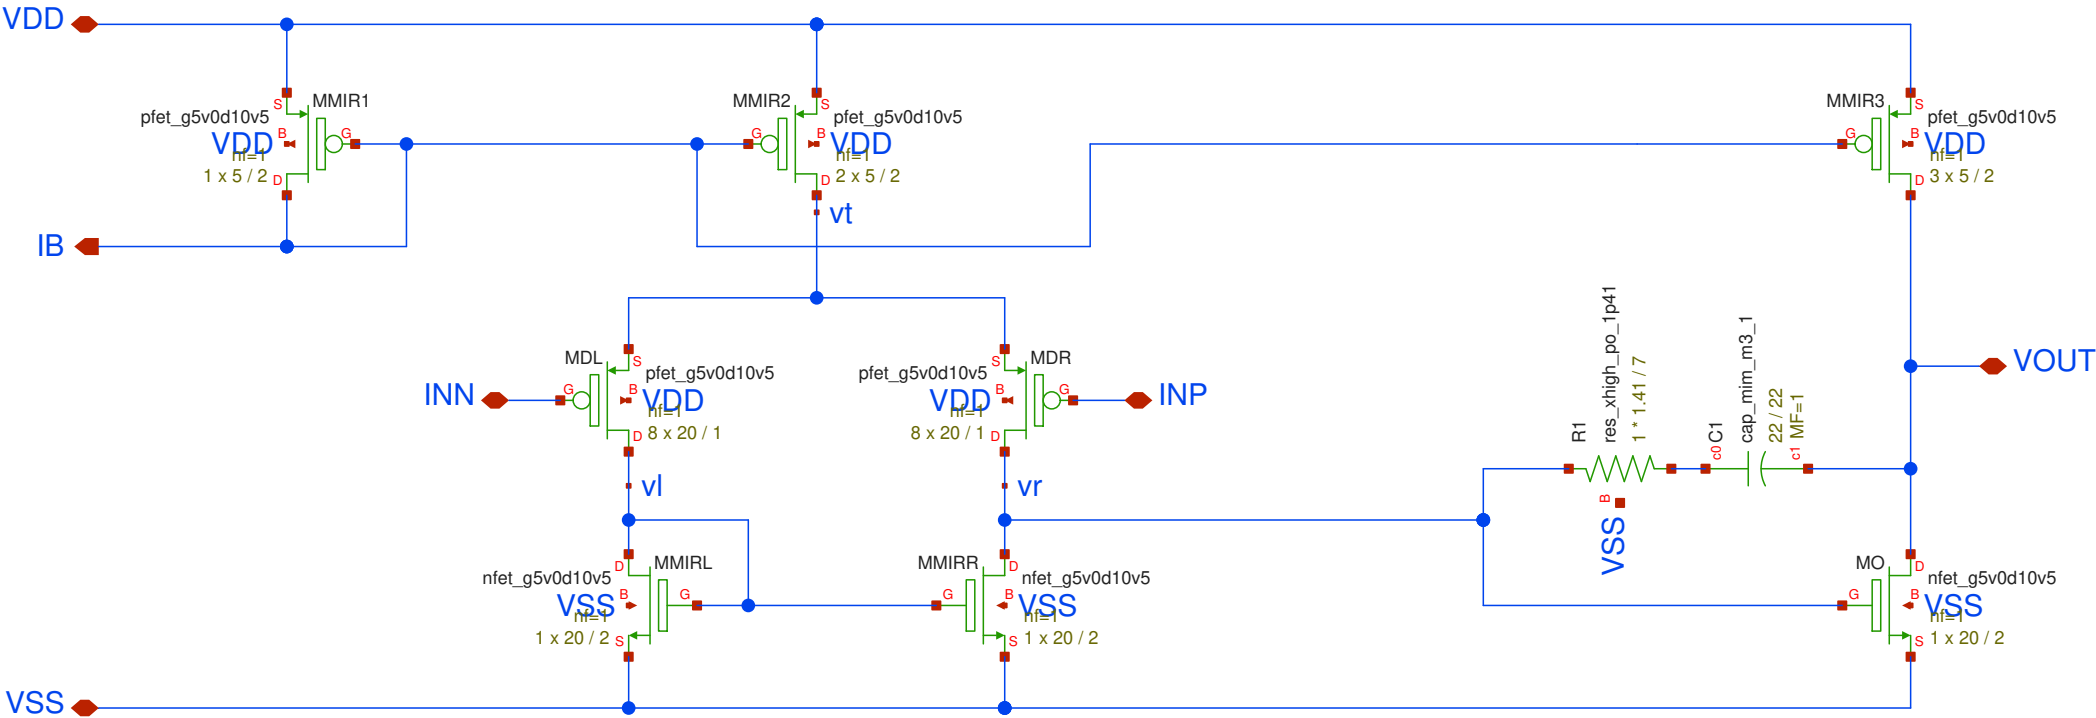 VDD
MMIR1
pfet_g5v0d10v5
VDD
nf=1
1 x 5 / 2
S
B
G
D
MMIR2
pfet_g5v0d10v5
VDD
nf=1
2 x 5 / 2
S
G
B
D
vt
MMIR3
pfet_g5v0d10v5
VDD
nf=1
3 x 5 / 2
S
G
B
D
IB
INN
MDL
pfet_g5v0d10v5
VDD
nf=1
8 x 20 / 1
S
G
B
D
vl
MDR
pfet_g5v0d10v5
VDD
nf=1
8 x 20 / 1
S
B
G
D
vr
INP
R1
res_xhigh_po_1p41
1 * 1.41 / 7
B
VSS
c0
C1
cap_mim_m3_1
22 / 22
MF=1
c1
VOUT
MMIRL
nfet_g5v0d10v5
VSS
nf=1
1 x 20 / 2
D
B
G
S
MMIRR
nfet_g5v0d10v5
VSS
nf=1
1 x 20 / 2
D
G
B
S
MO
nfet_g5v0d10v5
VSS
nf=1
1 x 20 / 2
D
G
B
S
VSS